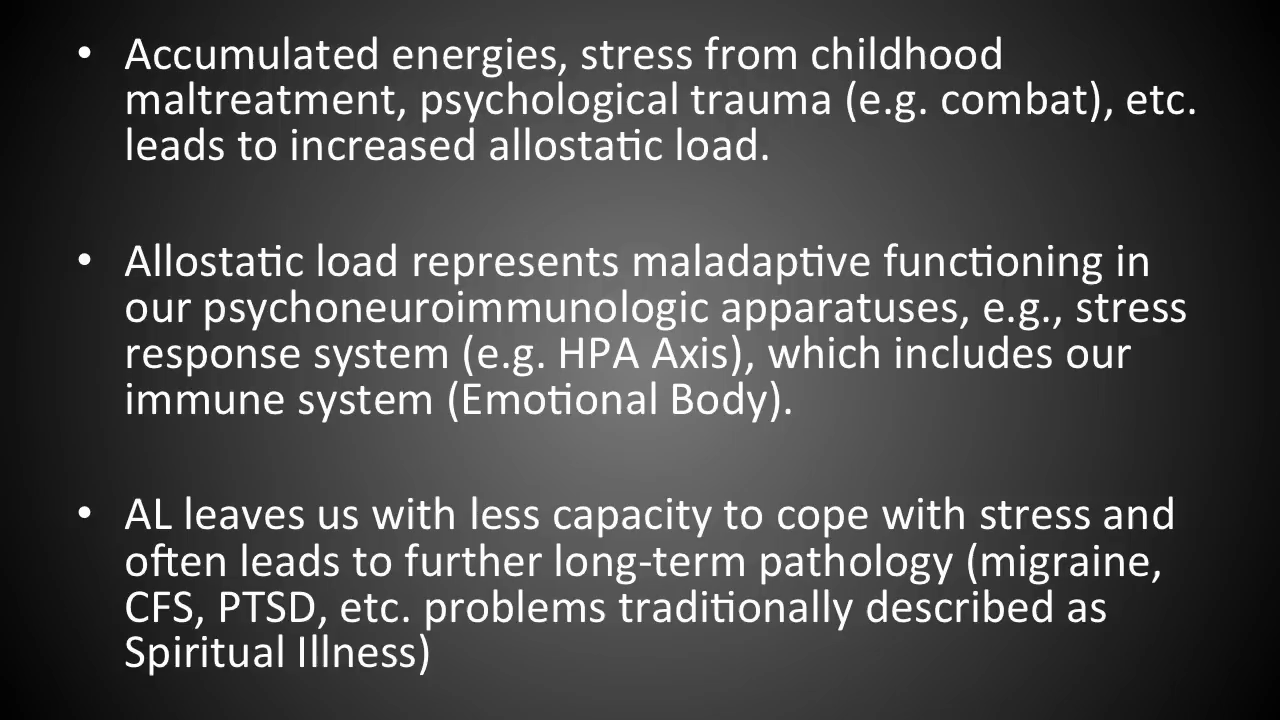 • Accumulated energies, stress from childhood
maltreatment, psychological trauma (e.g. combat), etc.
leads to increased allostatic load.
• Allostatic load represents maladaptive functioning in
our psychoneuroimmunologic apparatuses, e.g., stress
response system (e.g. HPA Axis), which includes our
immune system (Emotional Body).
• AL leaves us with less capacity to cope with stress and
often leads to further long-term pathology (migraine,
CFS, PTSD, etc. problems traditionally described as
Spiritual Illness)